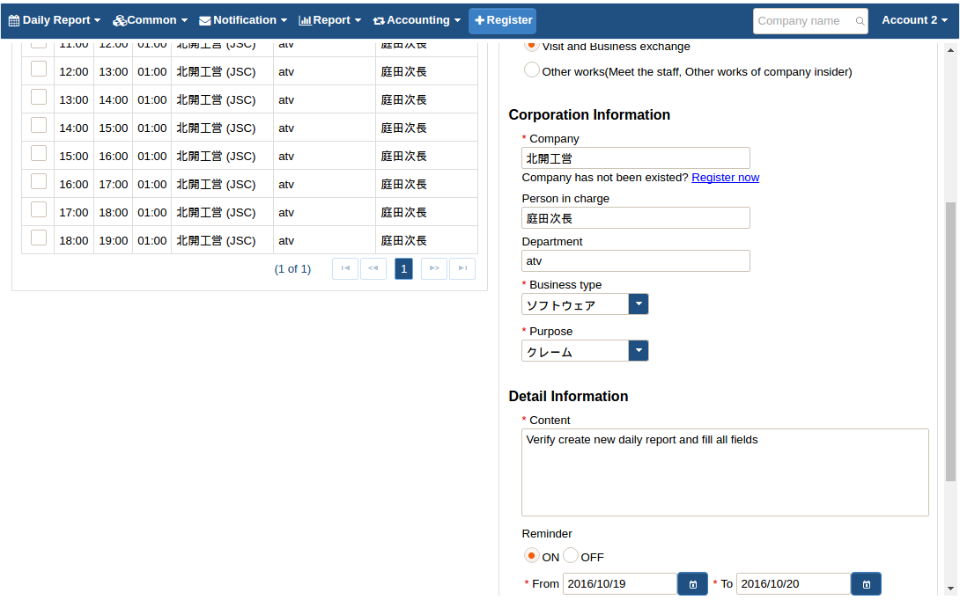 Daily Report Common Notification Report Accounting Register Company name Account 2
11:00 12:00 01:00 北開工営 (JSC) atv 庭田次長
12:00 13:00 01:00 北開工営 (JSC) atv 庭田次長
13:00 14:00 01:00 北開工営 (JSC) atv 庭田次長
14:00 15:00 01:00 北開工営 (JSC) atv 庭田次長
15:00 16:00 01:00 北開工営 (JSC) atv 庭田次長
16:00 17:00 01:00 北開工営 (JSC) atv 庭田次長
17:00 18:00 01:00 北開工営 (JSC) atv 庭田次長
18:00 19:00 01:00 北開工営 (JSC) atv 庭田次長
(1 of 1) 1
Visit and Business exchange
Other works(Meet the staff, Other works of company insider)
Corporation Information
* Company
北開工営
Company has not been existed? Register now
Person in charge
庭田次長
Department
atv
* Business type
ソフトウェア
* Purpose
クレーム
Detail Information
* Content
Verify create new daily report and fill all fields
Reminder
ON OFF
* From 2016/10/19 * To 2016/10/20